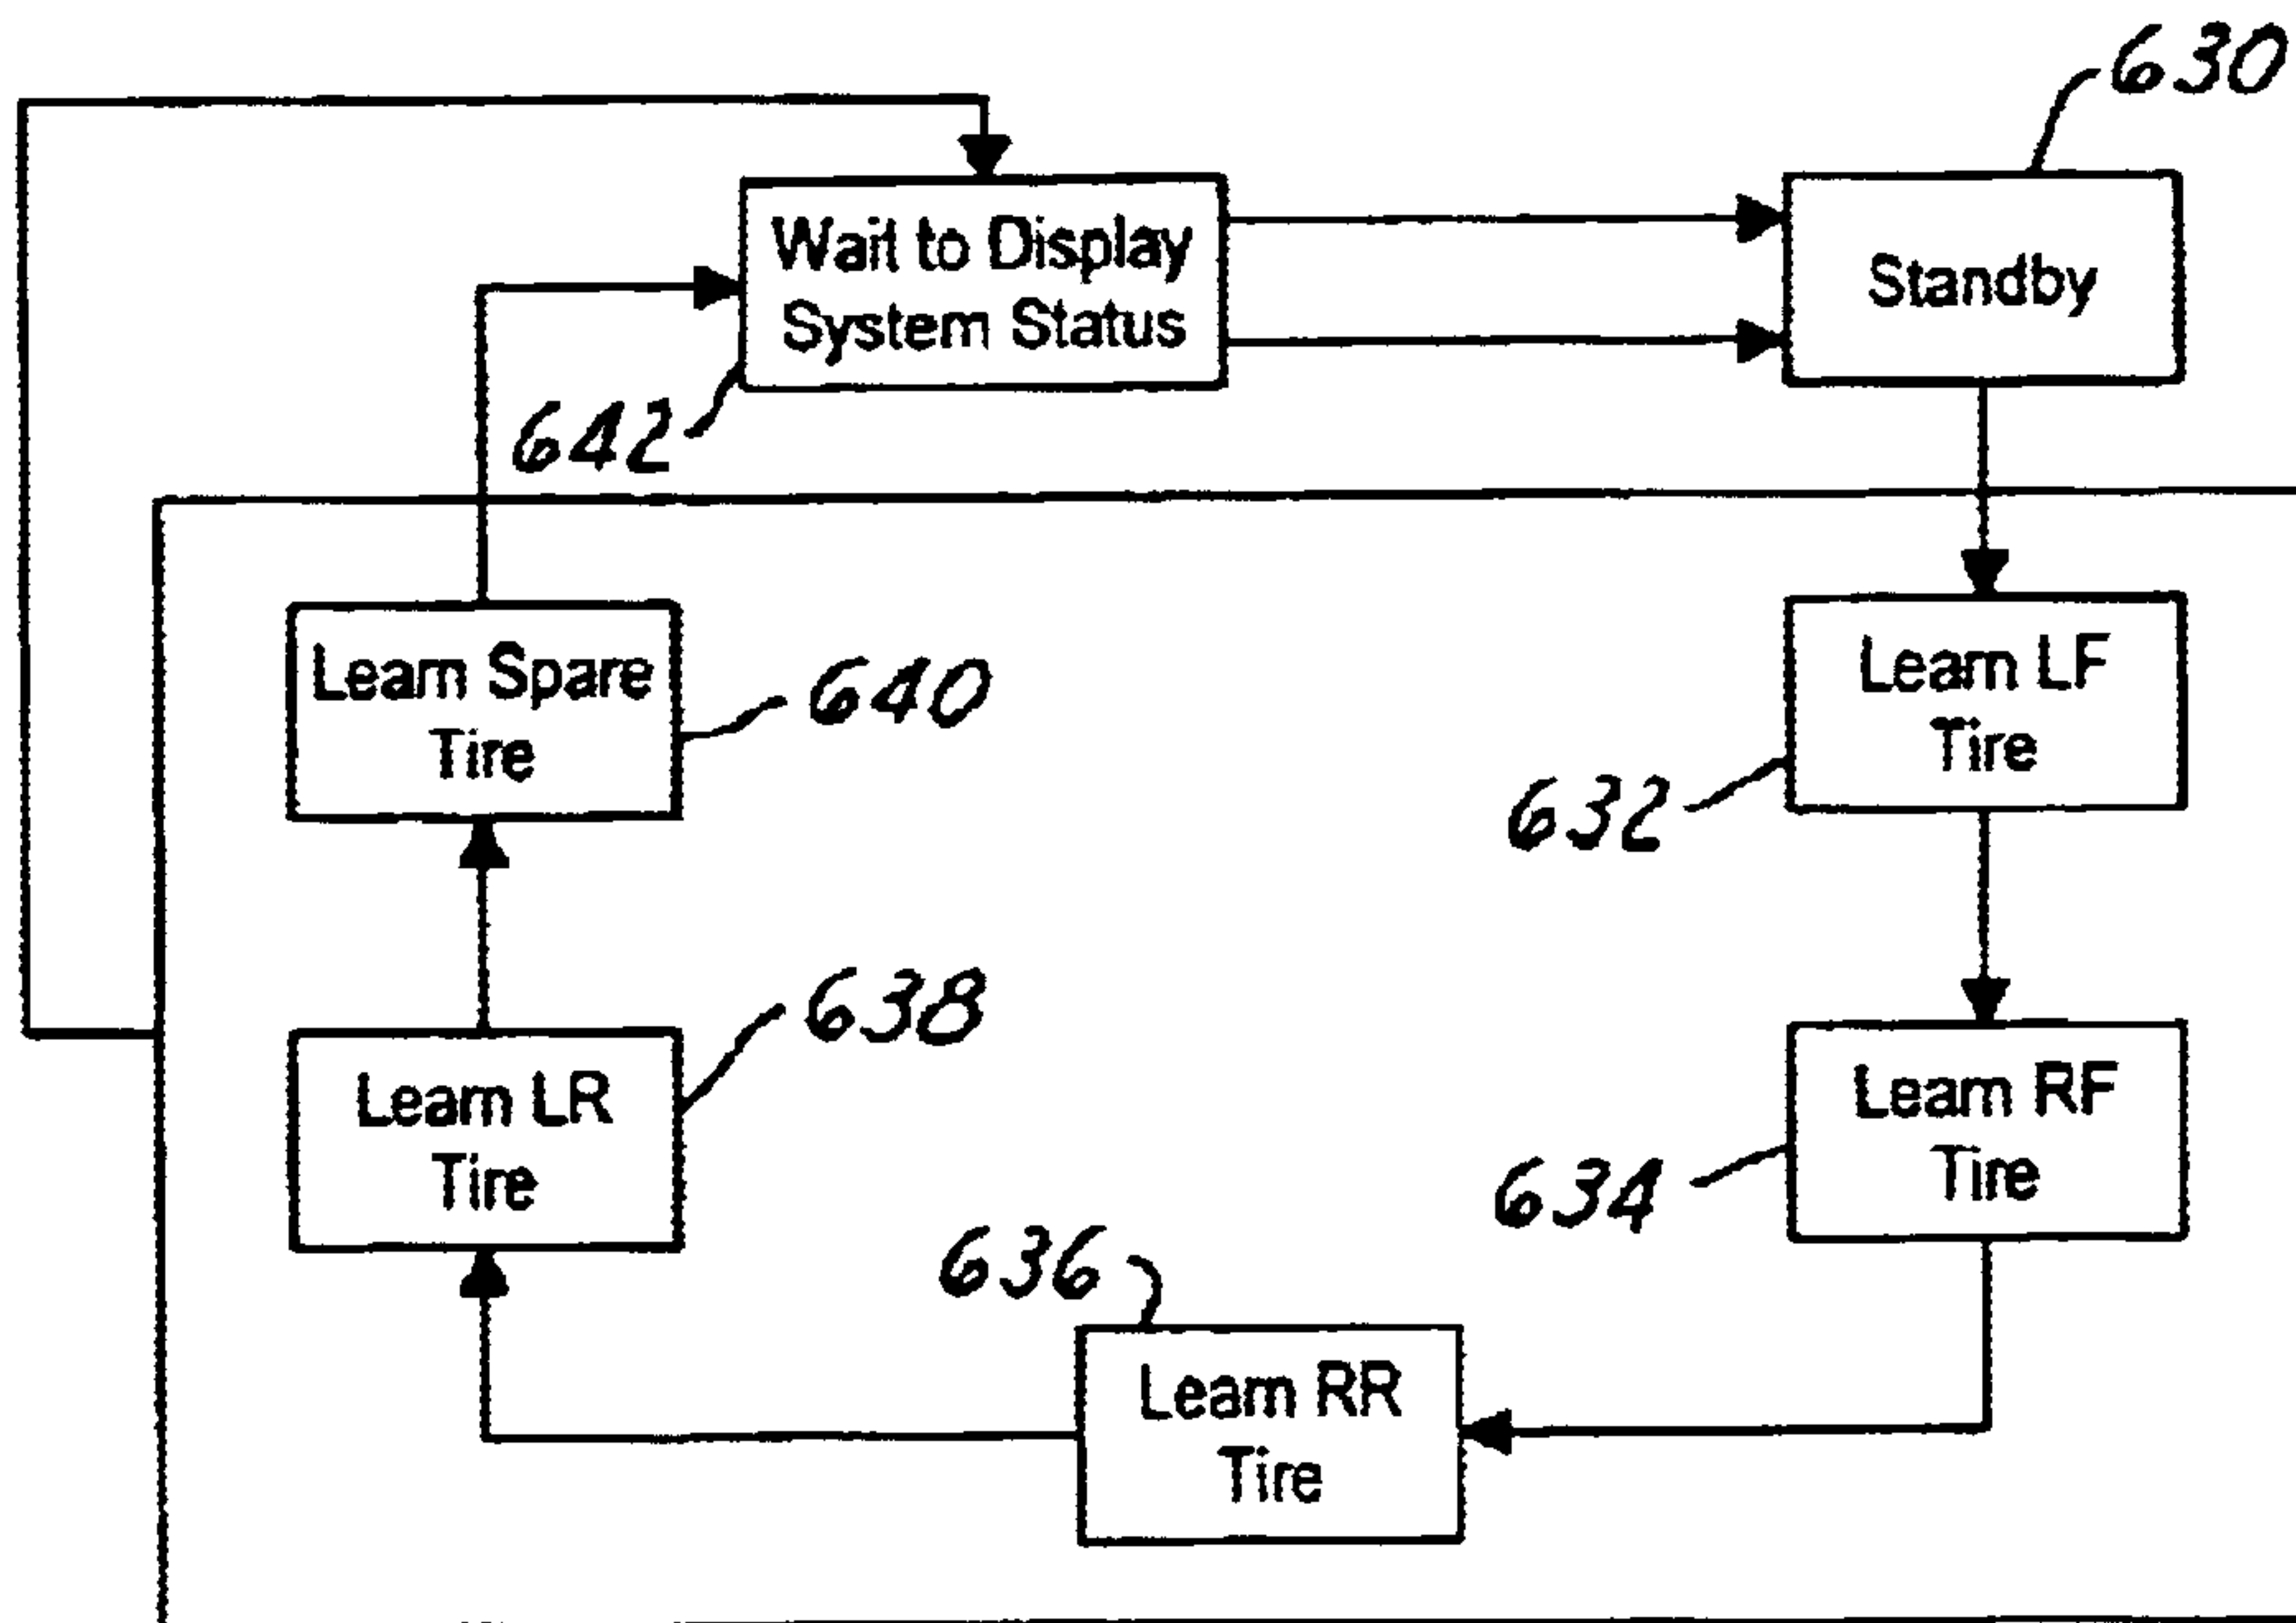 630
Wait to Display
System Status
Standby
642
Learn Spare
Tire
640
Learn LF
Tire
632
638
Learn LR
Tire
Learn RF
Tire
634
636
Learn RR
Tire